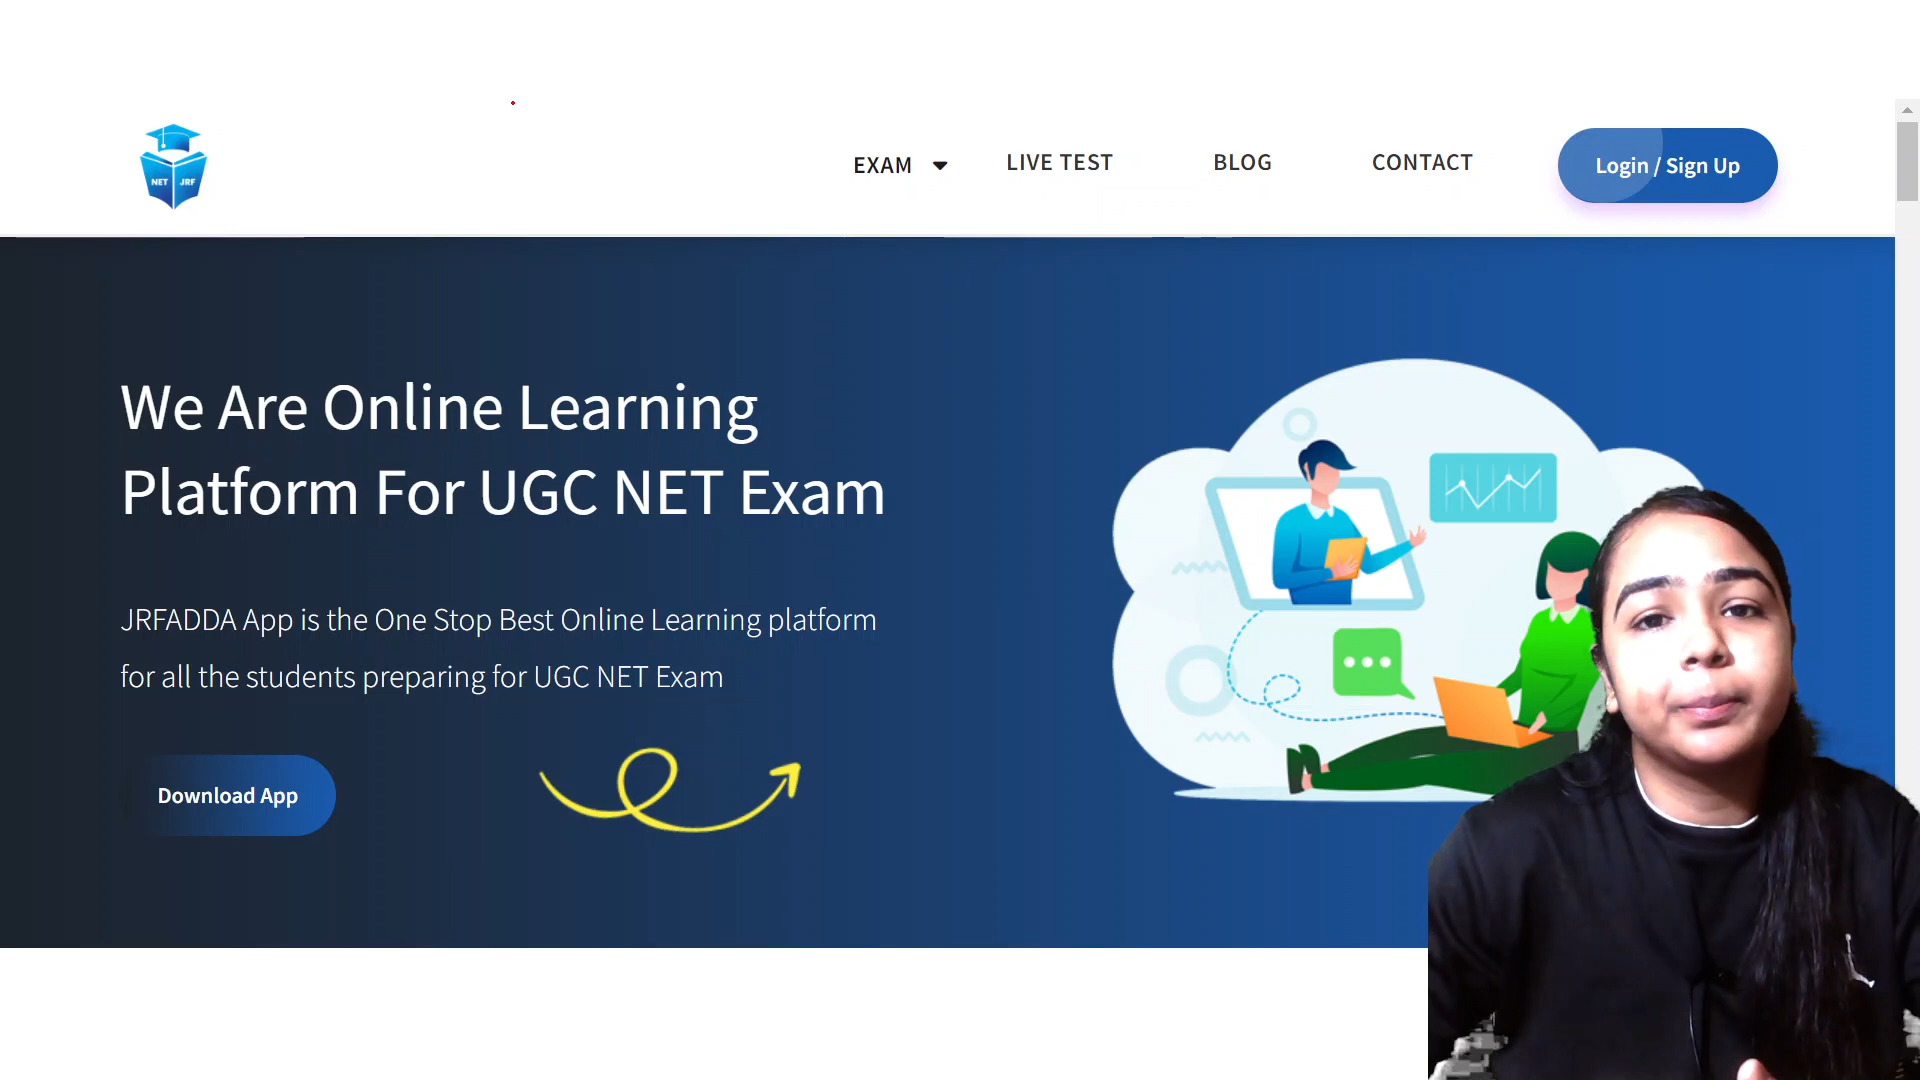 NET JRF
EXAM
LIVE TEST
BLOG
CONTACT
Login / Sign Up
We Are Online Learning
Platform For UGC NET Exam
JRFADDA App is the One Stop Best Online Learning platform
for all the students preparing for UGC NET Exam
Download App